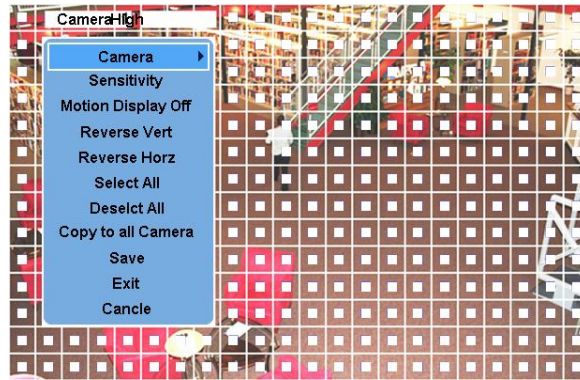 CameraHigh
Camera
Sensitivity
Motion Display Off
Reverse Vert
Reverse Horz
Select All
Deselct All
Copy to all Camera
Save
Exit
Cancle